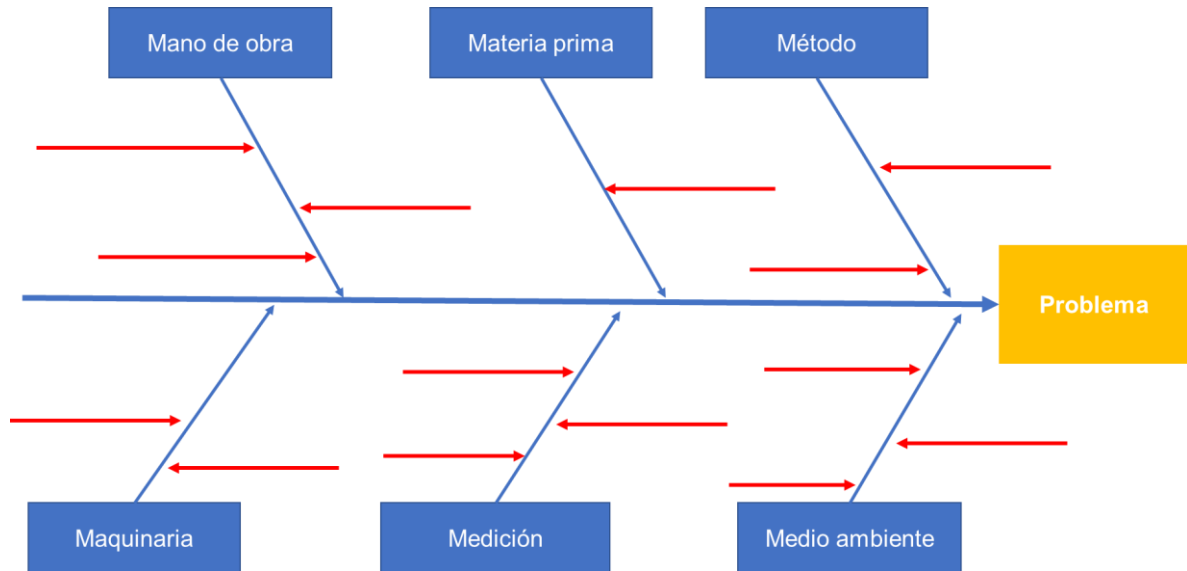 Mano de obra
Materia prima
Método
Problema
Maquinaria
Medición
Medio ambiente